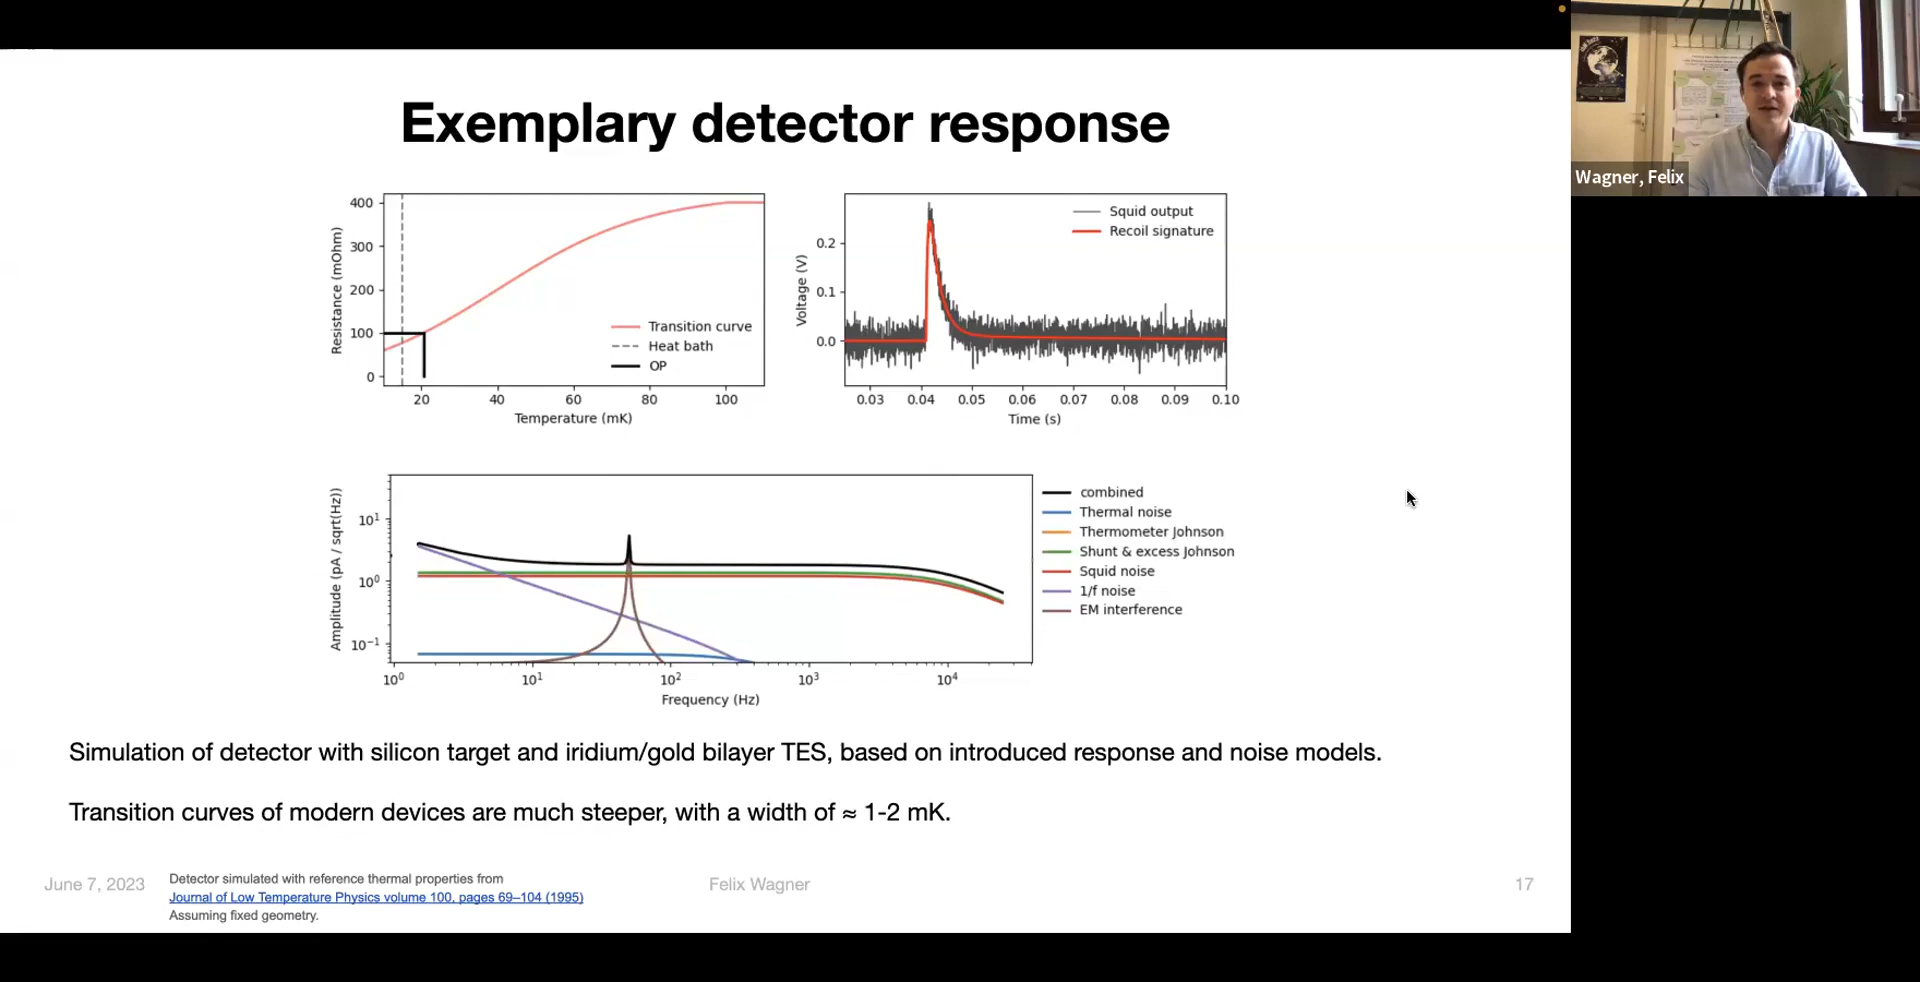 Exemplary detector response
Wagner, Felix
400
300
200
100
0
Resistance (mOhm)
Transition curve
Heat bath
OP
20 40 60 80 100
Temperature (mK)
0.2
0.1
0.0
Voltage (V)
Squid output
Recoil signature
0.03 0.04 0.05 0.06 0.07 0.08 0.09 0.10
Time (s)
10¹
10⁰
10⁻¹
Amplitude (pA / sqrt(Hz))
combined
Thermal noise
Thermometer Johnson
Shunt & excess Johnson
Squid noise
1/f noise
EM interference
10⁰ 10¹ 10² 10³ 10⁴
Frequency (Hz)
Simulation of detector with silicon target and iridium/gold bilayer TES, based on introduced response and noise models.
Transition curves of modern devices are much steeper, with a width of ≈ 1-2 mK.
June 7, 2023
Detector simulated with reference thermal properties from
Journal of Low Temperature Physics volume 100, pages 69–104 (1995)
Assuming fixed geometry.
Felix Wagner
17